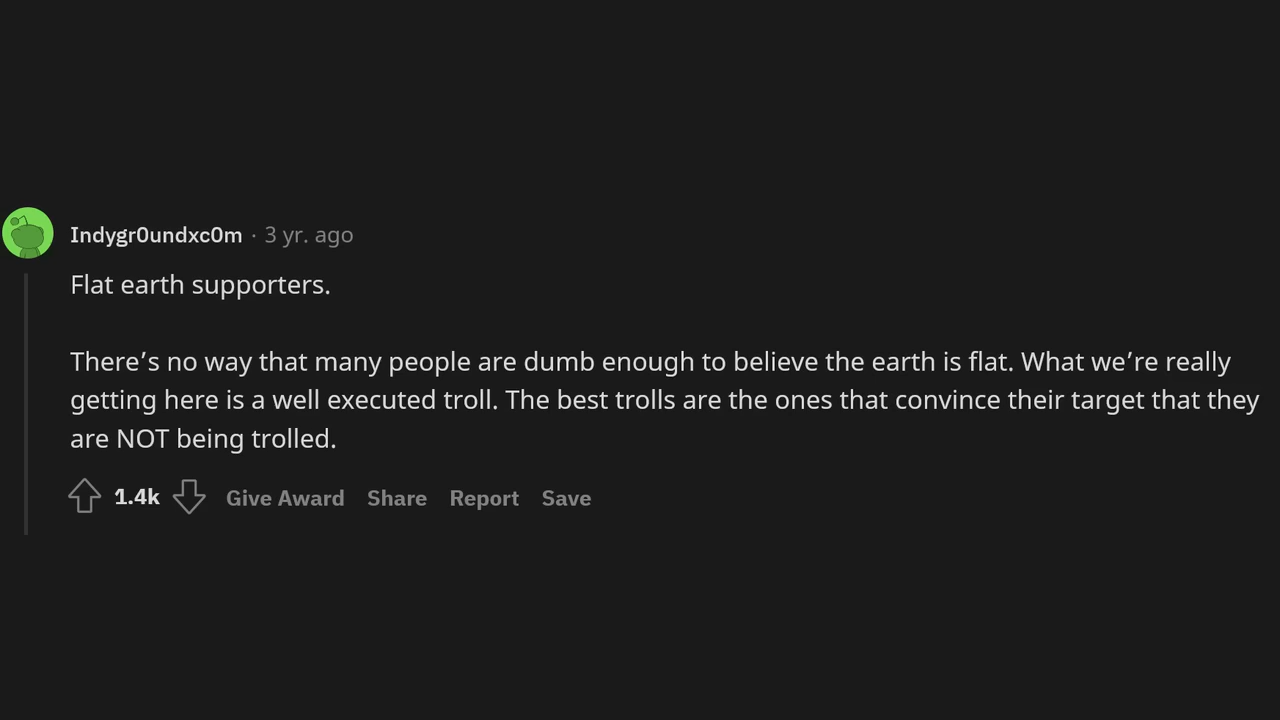 Indygr0undxc0m · 3 yr. ago
Flat earth supporters.
There’s no way that many people are dumb enough to believe the earth is flat. What we’re really
getting here is a well executed troll. The best trolls are the ones that convince their target that they
are NOT being trolled.
1.4k Give Award Share Report Save